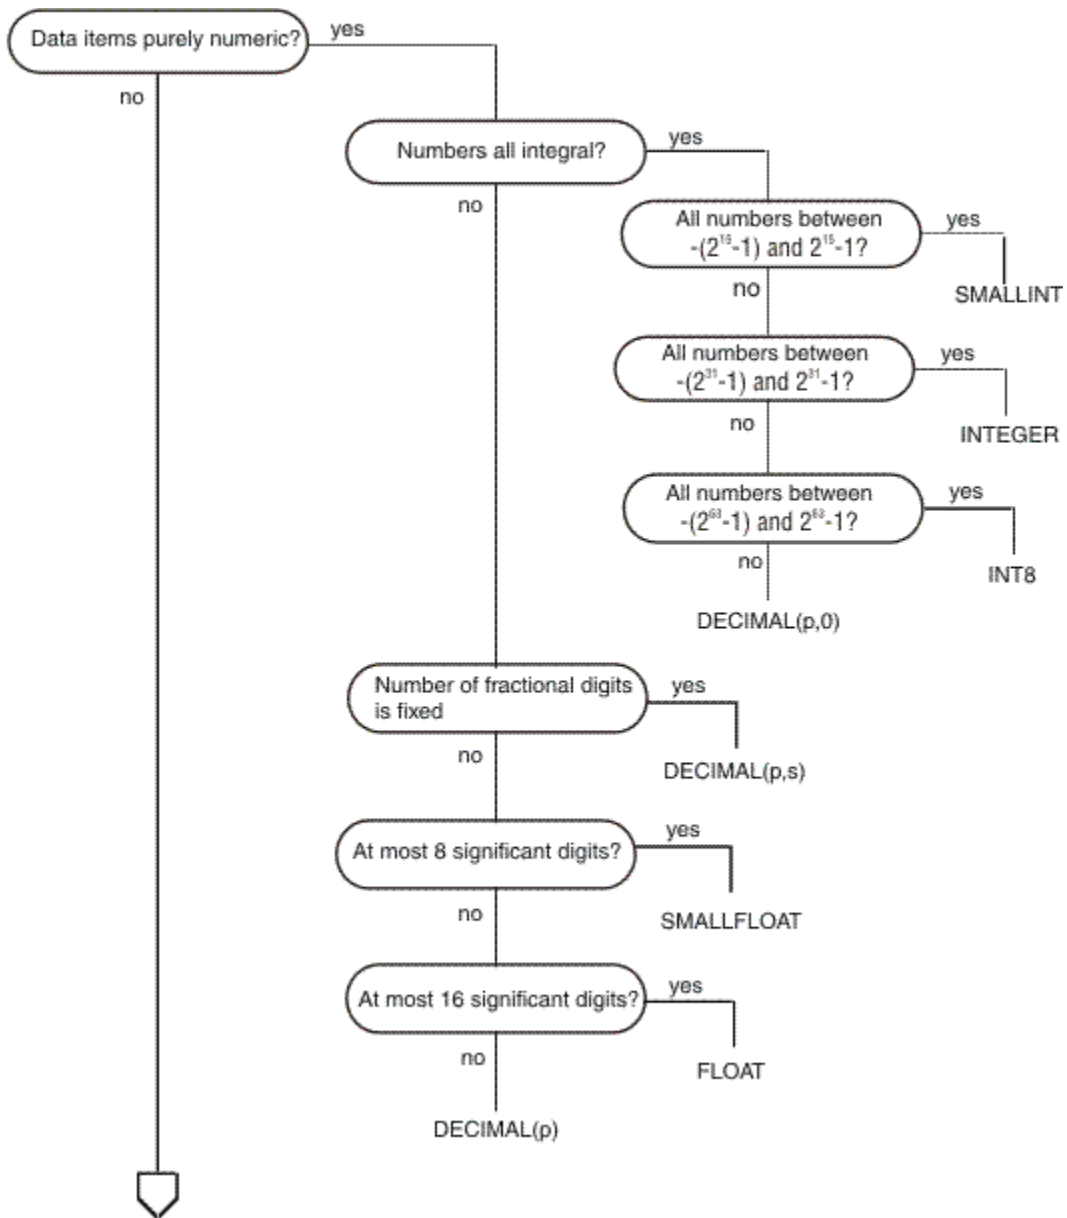 Data items purely numeric?
yes
no
Numbers all integral?
yes
no
All numbers between
-(2¹⁵-1) and 2¹⁵-1?
yes
no
SMALLINT
All numbers between
-(2³¹-1) and 2³¹-1?
yes
no
INTEGER
All numbers between
-(2⁶³-1) and 2⁶³-1?
yes
no
INT8
DECIMAL(p,0)
Number of fractional digits
is fixed
yes
no
DECIMAL(p,s)
At most 8 significant digits?
yes
no
SMALLFLOAT
At most 16 significant digits?
yes
no
FLOAT
DECIMAL(p)